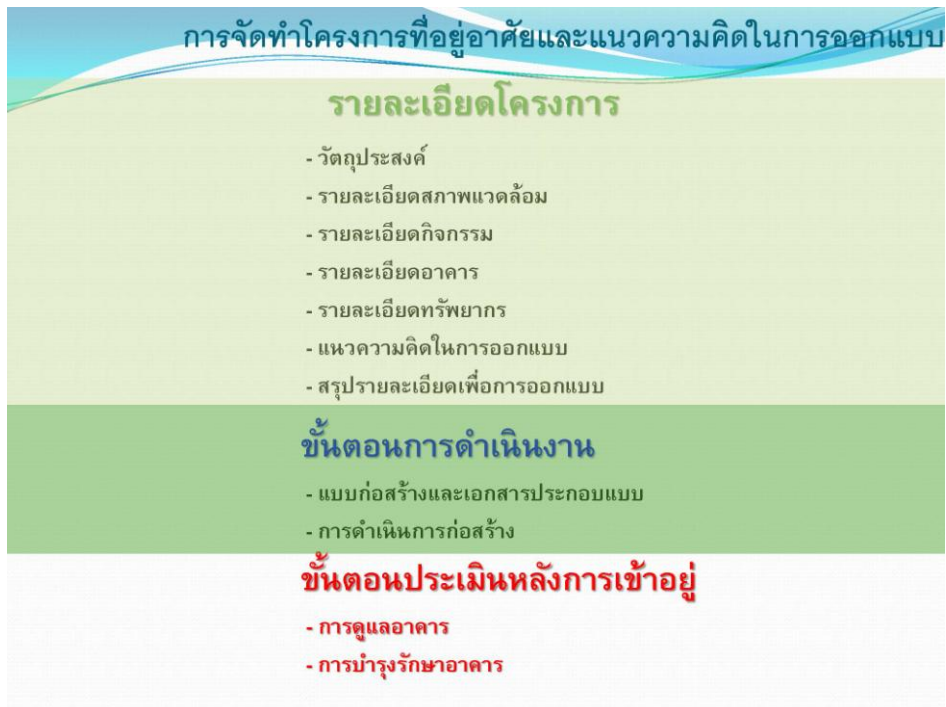 การจัดทำโครงการที่อยู่อาศัยและแนวความคิดในการออกแบบ
รายละเอียดโครงการ
- วัตถุประสงค์
- รายละเอียดสภาพแวดล้อม
- รายละเอียดกิจกรรม
- รายละเอียดอาคาร
- รายละเอียดทรัพยากร
- แนวความคิดในการออกแบบ
- สรุปรายละเอียดเพื่อการออกแบบ
ขั้นตอนการดำเนินงาน
- แบบก่อสร้างและเอกสารประกอบแบบ
- การดำเนินการก่อสร้าง
ขั้นตอนประเมินหลังการเข้าอยู่
- การดูแลอาคาร
- การบำรุงรักษาอาคาร